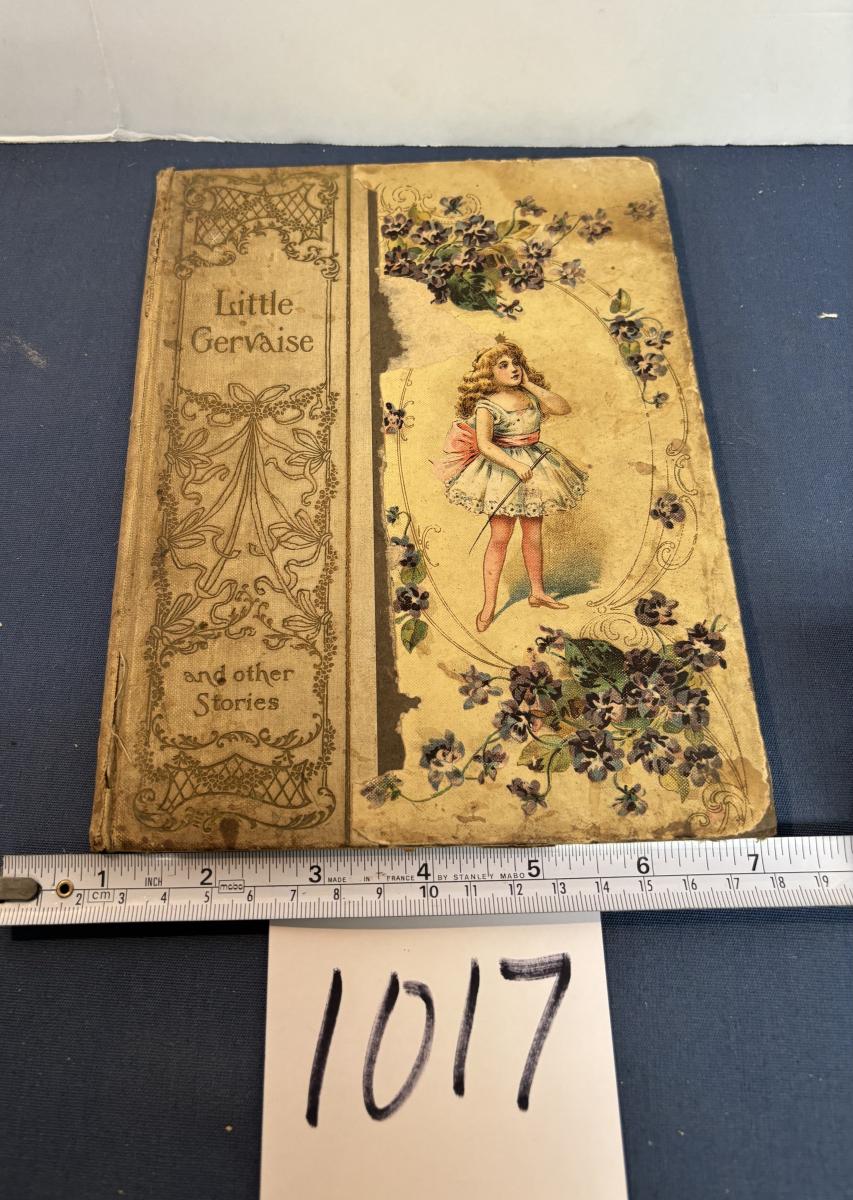 Little
Gervaise
and other
Stories
1 INCH 2 3 MADE IN FRANCE 4 BY STANLEY MABO 5 6 7
2 cm 3 4 5 mabo 6 7 8 9 10 11 12 13 14 15 16 17 18 19
1017